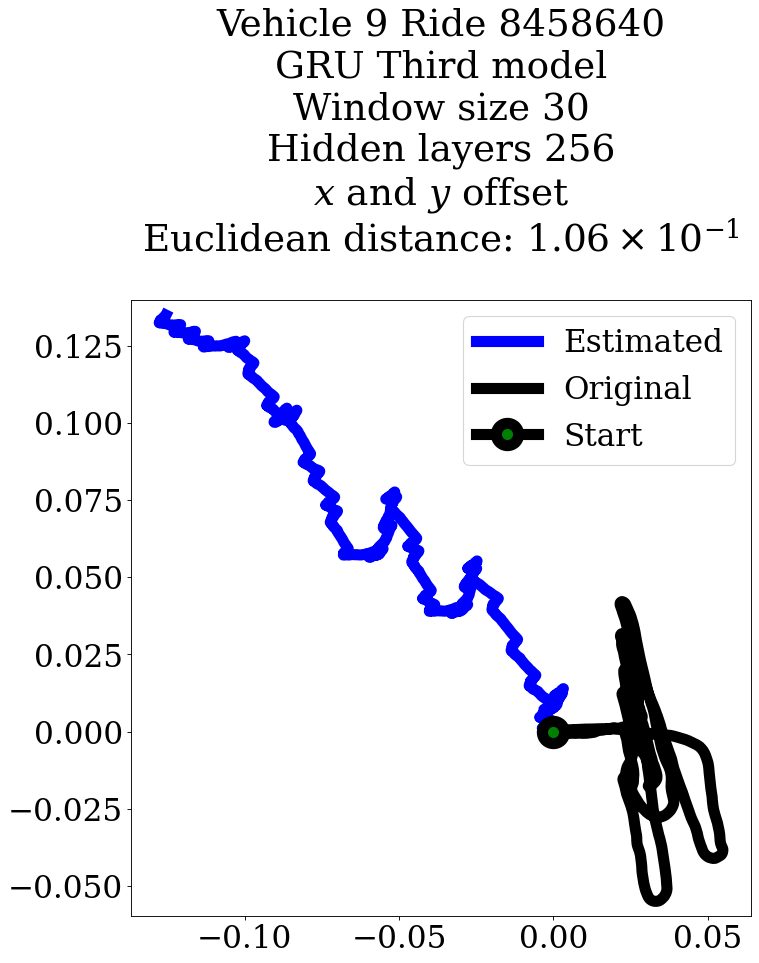 Vehicle 9 Ride 8458640
GRU Third model
Window size 30
Hidden layers 256
x and y offset
Euclidean distance: 1.06 × 10⁻¹
Estimated
Original
Start
0.125
0.100
0.075
0.050
0.025
0.000
−0.025
−0.050
−0.10 −0.05 0.00 0.05